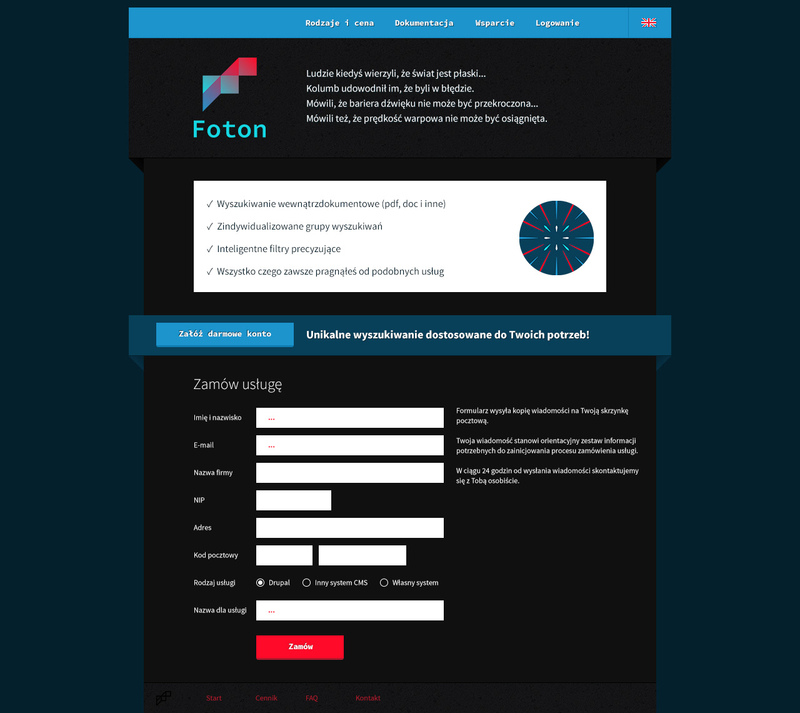 Rodzaje i cena Dokumentacja Wsparcie Logowanie
Foton
Ludzie kiedyś wierzyli, że świat jest płaski...
Kolumb udowodnił im, że byli w błędzie.
Mówili, że bariera dźwięku nie może być przekroczona...
Mówili też, że prędkość warpowa nie może być osiągnięta.
✓ Wyszukiwanie wewnątrzdokumentowe (pdf, doc i inne)
✓ Zindywidualizowane grupy wyszukiwań
✓ Inteligentne filtry precyzujące
✓ Wszystko czego zawsze pragnąłeś od podobnych usług
Załóż darmowe konto
Unikalne wyszukiwanie dostosowane do Twoich potrzeb!
Zamów usługę
Imię i nazwisko ...
E-mail ...
Nazwa firmy
NIP
Adres
Kod pocztowy
Rodzaj usługi Drupal Inny system CMS Własny system
Nazwa dla usługi ...
Zamów
Formularz wysyła kopię wiadomości na Twoją skrzynkę
pocztową.
Twoja wiadomość stanowi orientacyjny zestaw informacji
potrzebnych do zainicjowania procesu zamówienia usługi.
W ciągu 24 godzin od wysłania wiadomości skontaktujemy
się z Tobą osobiście.
Start Cennik FAQ Kontakt